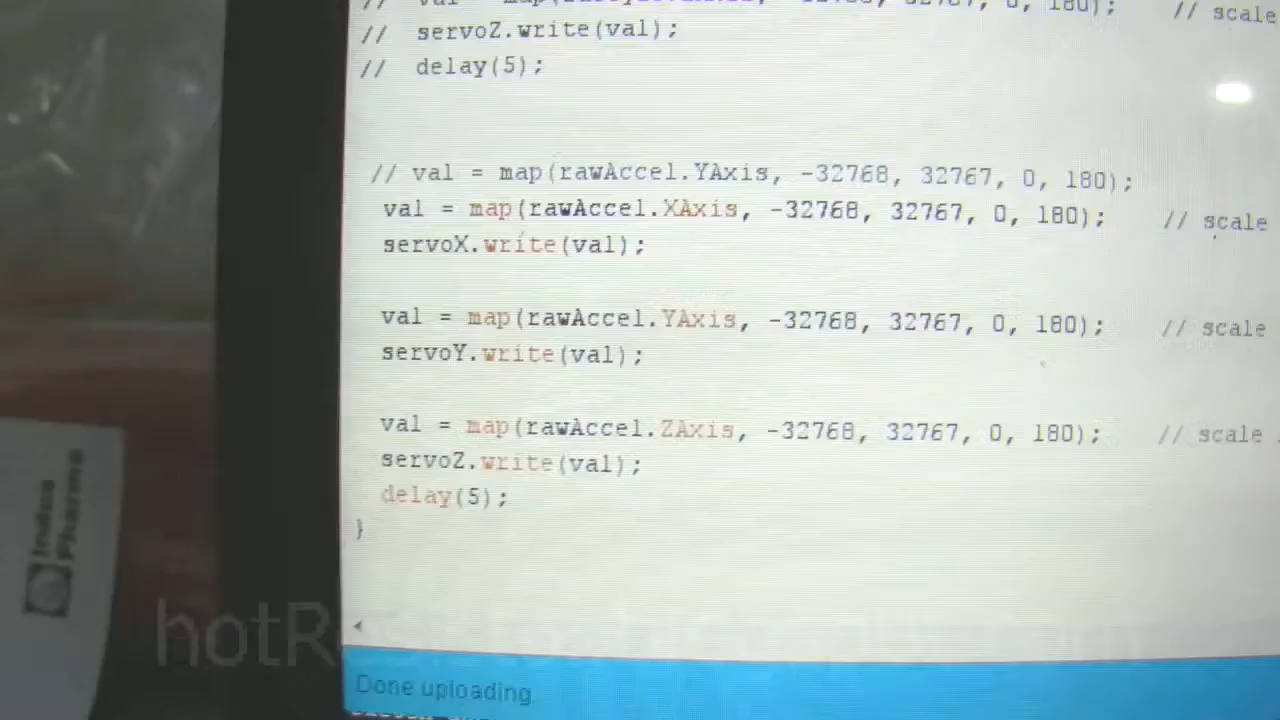 // servoZ.write(val);
// delay(5);
// val = map(rawAccel.YAxis, -32768, 32767, 0, 180);
val = map(rawAccel.XAxis, -32768, 32767, 0, 180); // scale
servoX.write(val);
val = map(rawAccel.YAxis, -32768, 32767, 0, 180); // scale
servoY.write(val);
val = map(rawAccel.ZAxis, -32768, 32767, 0, 180); // scale
servoZ.write(val);
delay(5);
}
Done uploading
Indus
Pharma